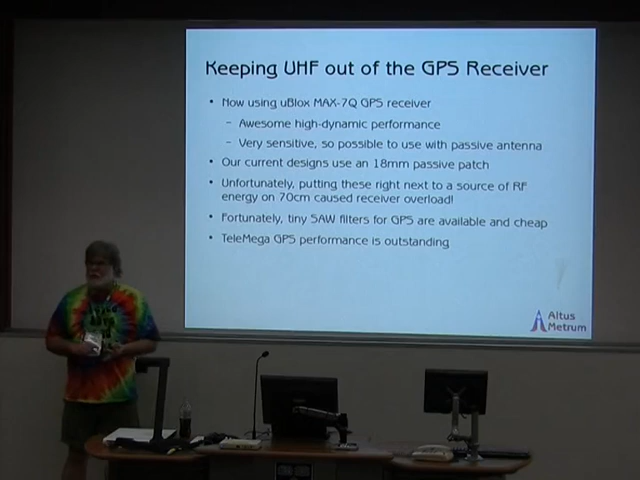 Keeping UHF out of the GPS Receiver
• Now using uBlox MAX-7Q GPS receiver
– Awesome high-dynamic performance
– Very sensitive, so possible to use with passive antenna
• Our current designs use an 18mm passive patch
• Unfortunately, putting these right next to a source of RF
energy on 70cm caused receiver overload!
• Fortunately, tiny SAW filters for GPS are available and cheap
• TeleMega GPS performance is outstanding
Altus
Metrum